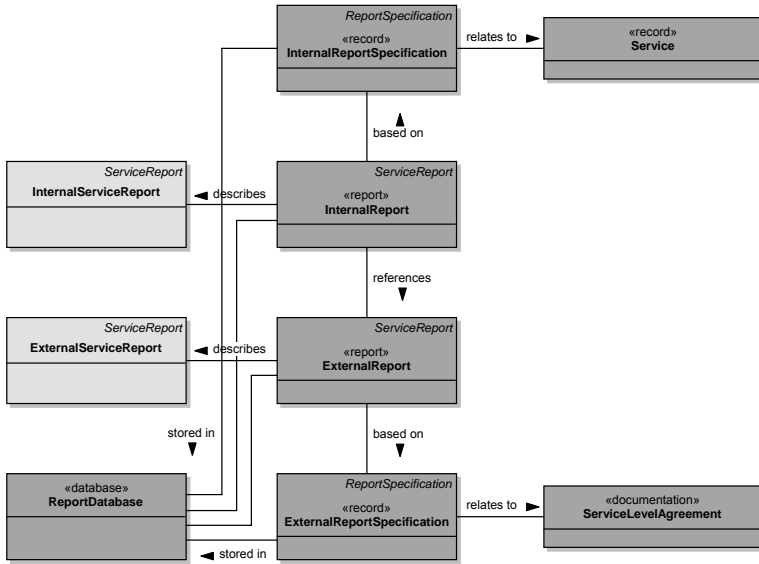 ReportSpecification
«record»
InternalReportSpecification
relates to
«record»
Service
based on
ServiceReport
InternalServiceReport
describes
ServiceReport
«report»
InternalReport
references
ServiceReport
ExternalServiceReport
describes
ServiceReport
«report»
ExternalReport
stored in
based on
«database»
ReportDatabase
ReportSpecification
«record»
ExternalReportSpecification
relates to
«documentation»
ServiceLevelAgreement
stored in